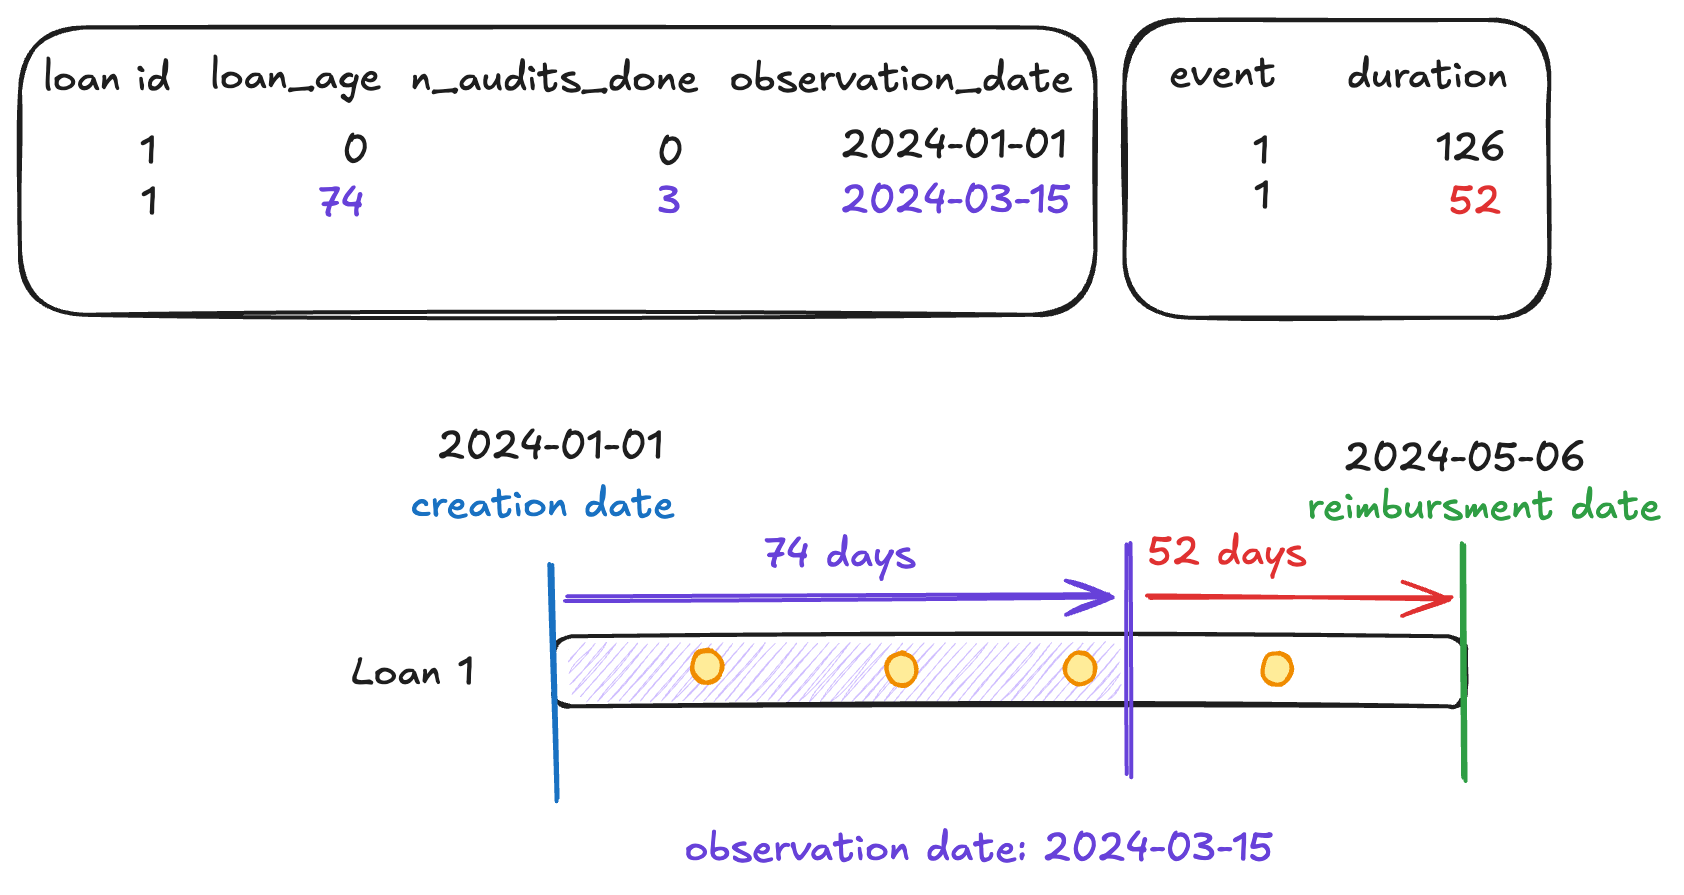 loan id loan_age n_audits_done observation_date event duration
1 0 0 2024-01-01 1 126
1 74 3 2024-03-15 1 52
2024-01-01
creation date
2024-05-06
reimbursment date
74 days
52 days
Loan 1
observation date: 2024-03-15